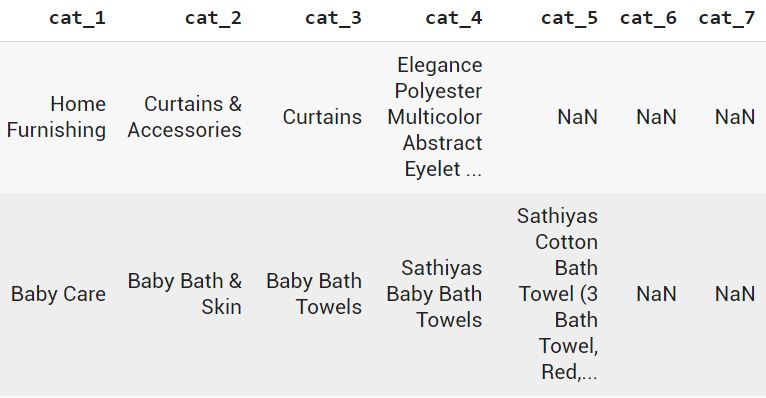 cat_1 cat_2 cat_3 cat_4 cat_5 cat_6 cat_7
Home Furnishing Curtains & Accessories Curtains Elegance Polyester Multicolor Abstract Eyelet ... NaN NaN NaN
Baby Care Baby Bath & Skin Baby Bath Towels Sathiyas Baby Bath Towels Sathiyas Cotton Bath Towel (3 Bath Towel, Red,... NaN NaN